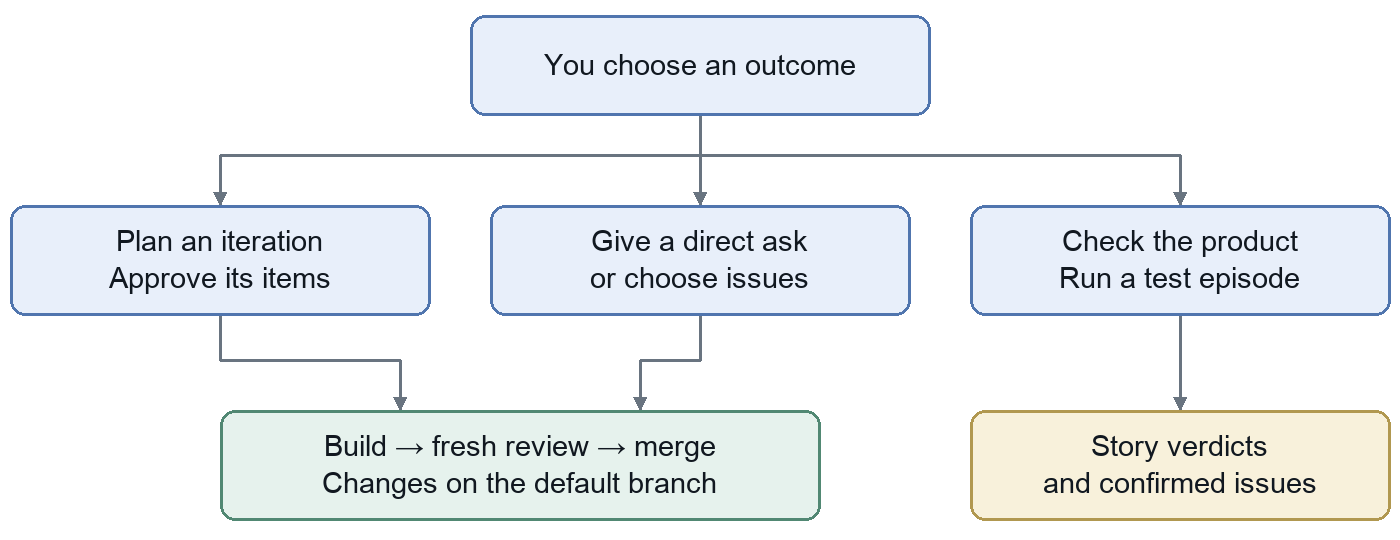 You choose an outcome
Plan an iteration
Approve its items
Give a direct ask
or choose issues
Check the product
Run a test episode
Build → fresh review → merge
Changes on the default branch
Story verdicts
and confirmed issues